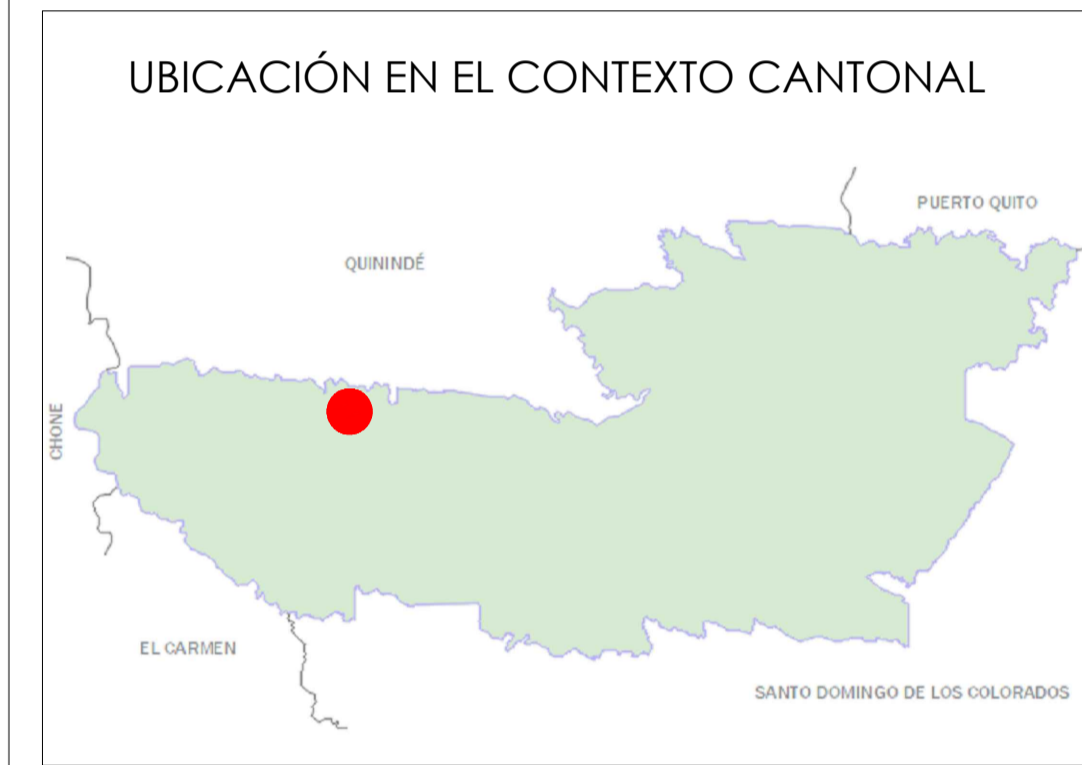 UBICACIÓN EN EL CONTEXTO CANTONAL
PUERTO QUITO
QUININDÉ
CHONE
EL CARMEN
SANTO DOMINGO DE LOS COLORADOS